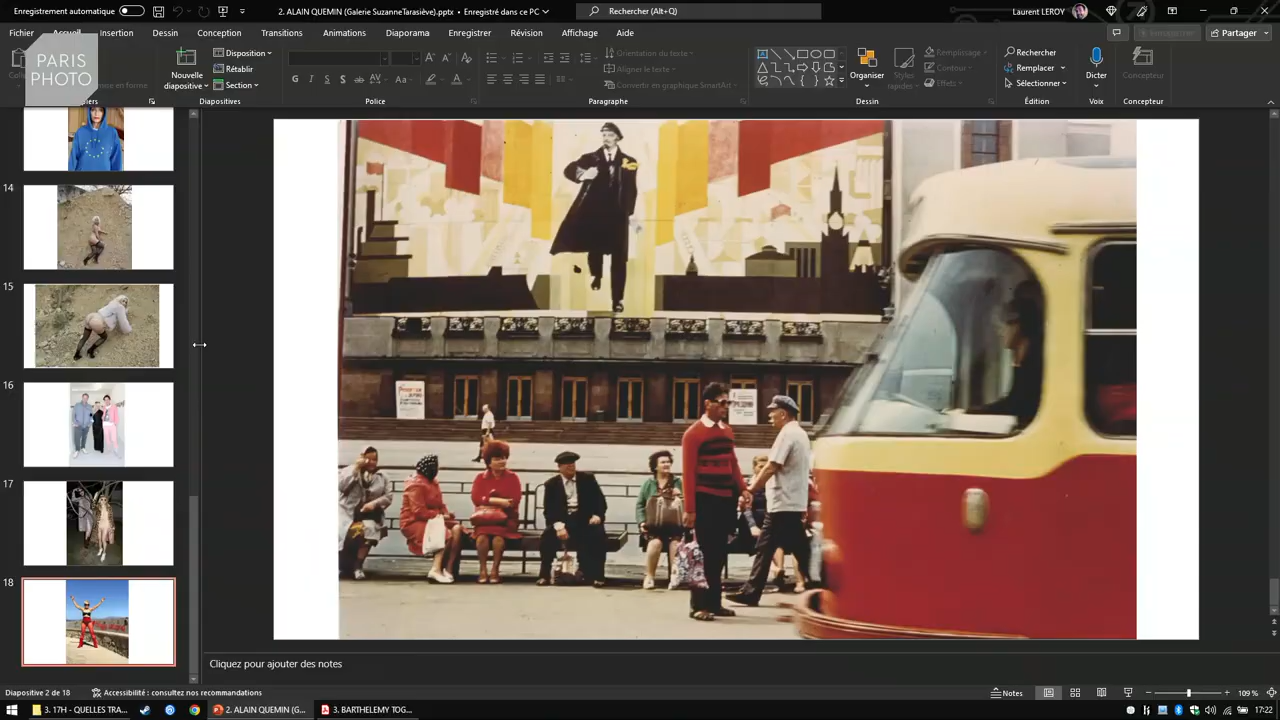 Enregistrement automatique
2. ALAIN QUEMIN (Galerie SuzanneTarasiève).pptx • Enregistré dans ce PC
Rechercher (Alt+Q)
Laurent LEROY
Fichier Accueil Insertion Dessin Conception Transitions Animations Diaporama Enregistrer Révision Affichage Aide
Enregistrer
Partager
PARIS
PHOTO
Nouvelle
diapositive
Disposition
Rétablir
Section
Orientation du texte
Aligner le texte
Convertir en graphique SmartArt
Organiser
Styles
rapides
Remplissage
Contour
Effets
Rechercher
Remplacer
Sélectionner
Dicter
Concepteur
Diapositives
Police
Paragraphe
Dessin
Édition
Voix
Concepteur
14
15
16
17
18
Cliquez pour ajouter des notes
Diapositive 2 de 18
Accessibilité : consultez nos recommandations
Notes
109 %
3. 17H - QUELLES TRA...
2. ALAIN QUEMIN (G...
3. BARTHELEMY TOG...
17:22